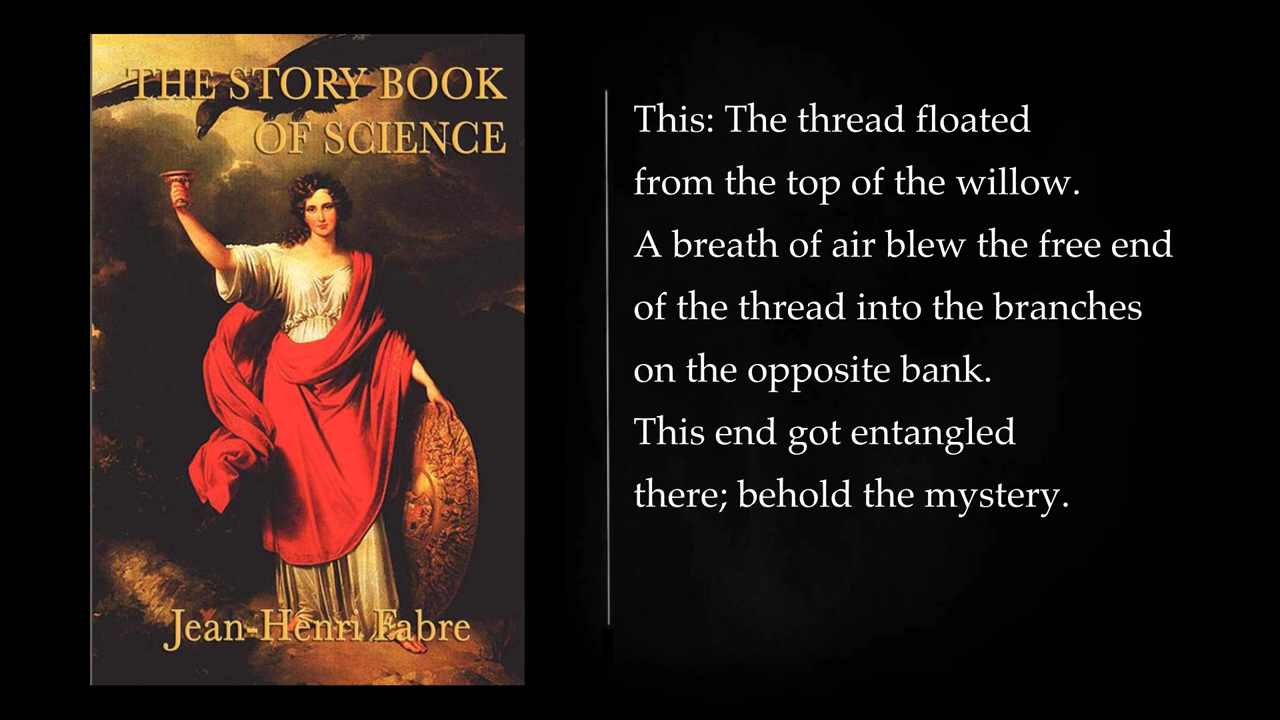 THE STORY BOOK
OF SCIENCE
Jean-Henri Fabre
This: The thread floated
from the top of the willow.
A breath of air blew the free end
of the thread into the branches
on the opposite bank.
This end got entangled
there; behold the mystery.